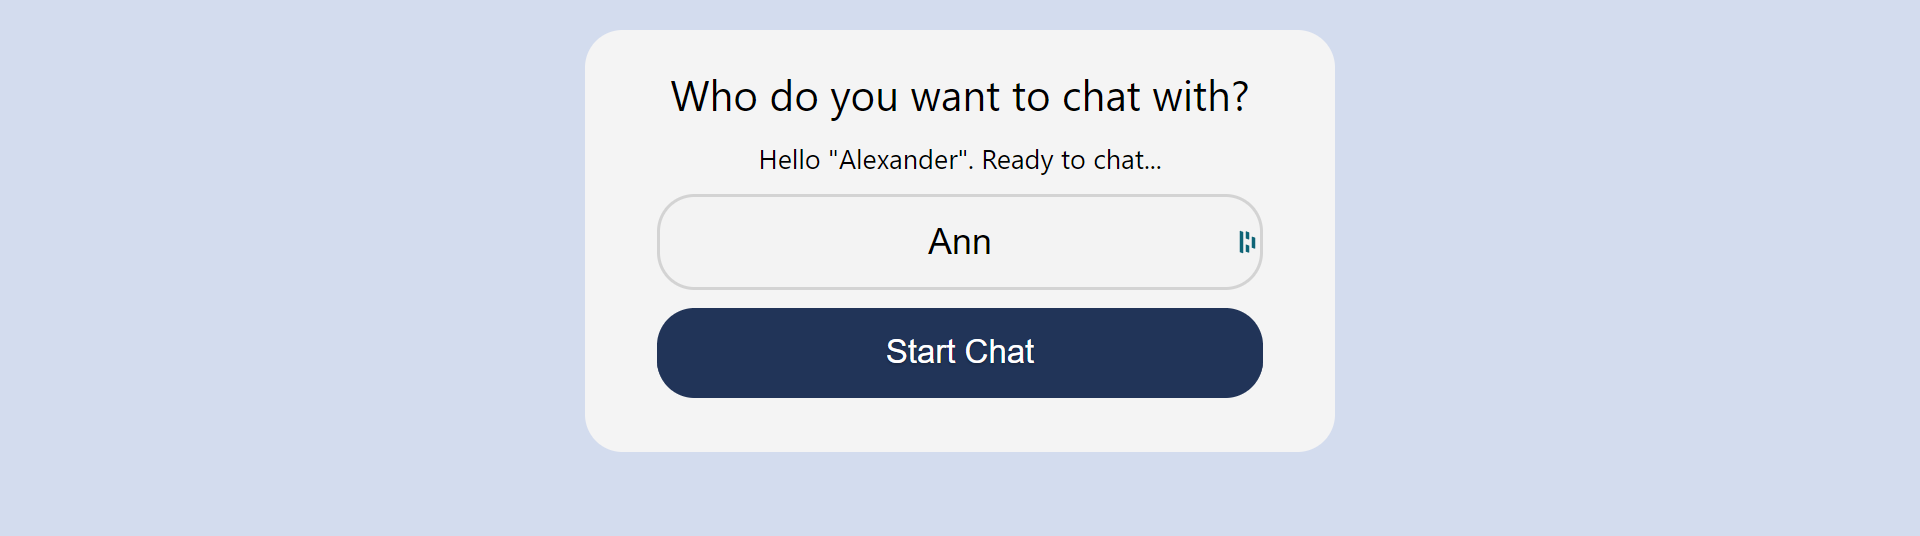 Who do you want to chat with?
Hello "Alexander". Ready to chat...
Ann
Start Chat